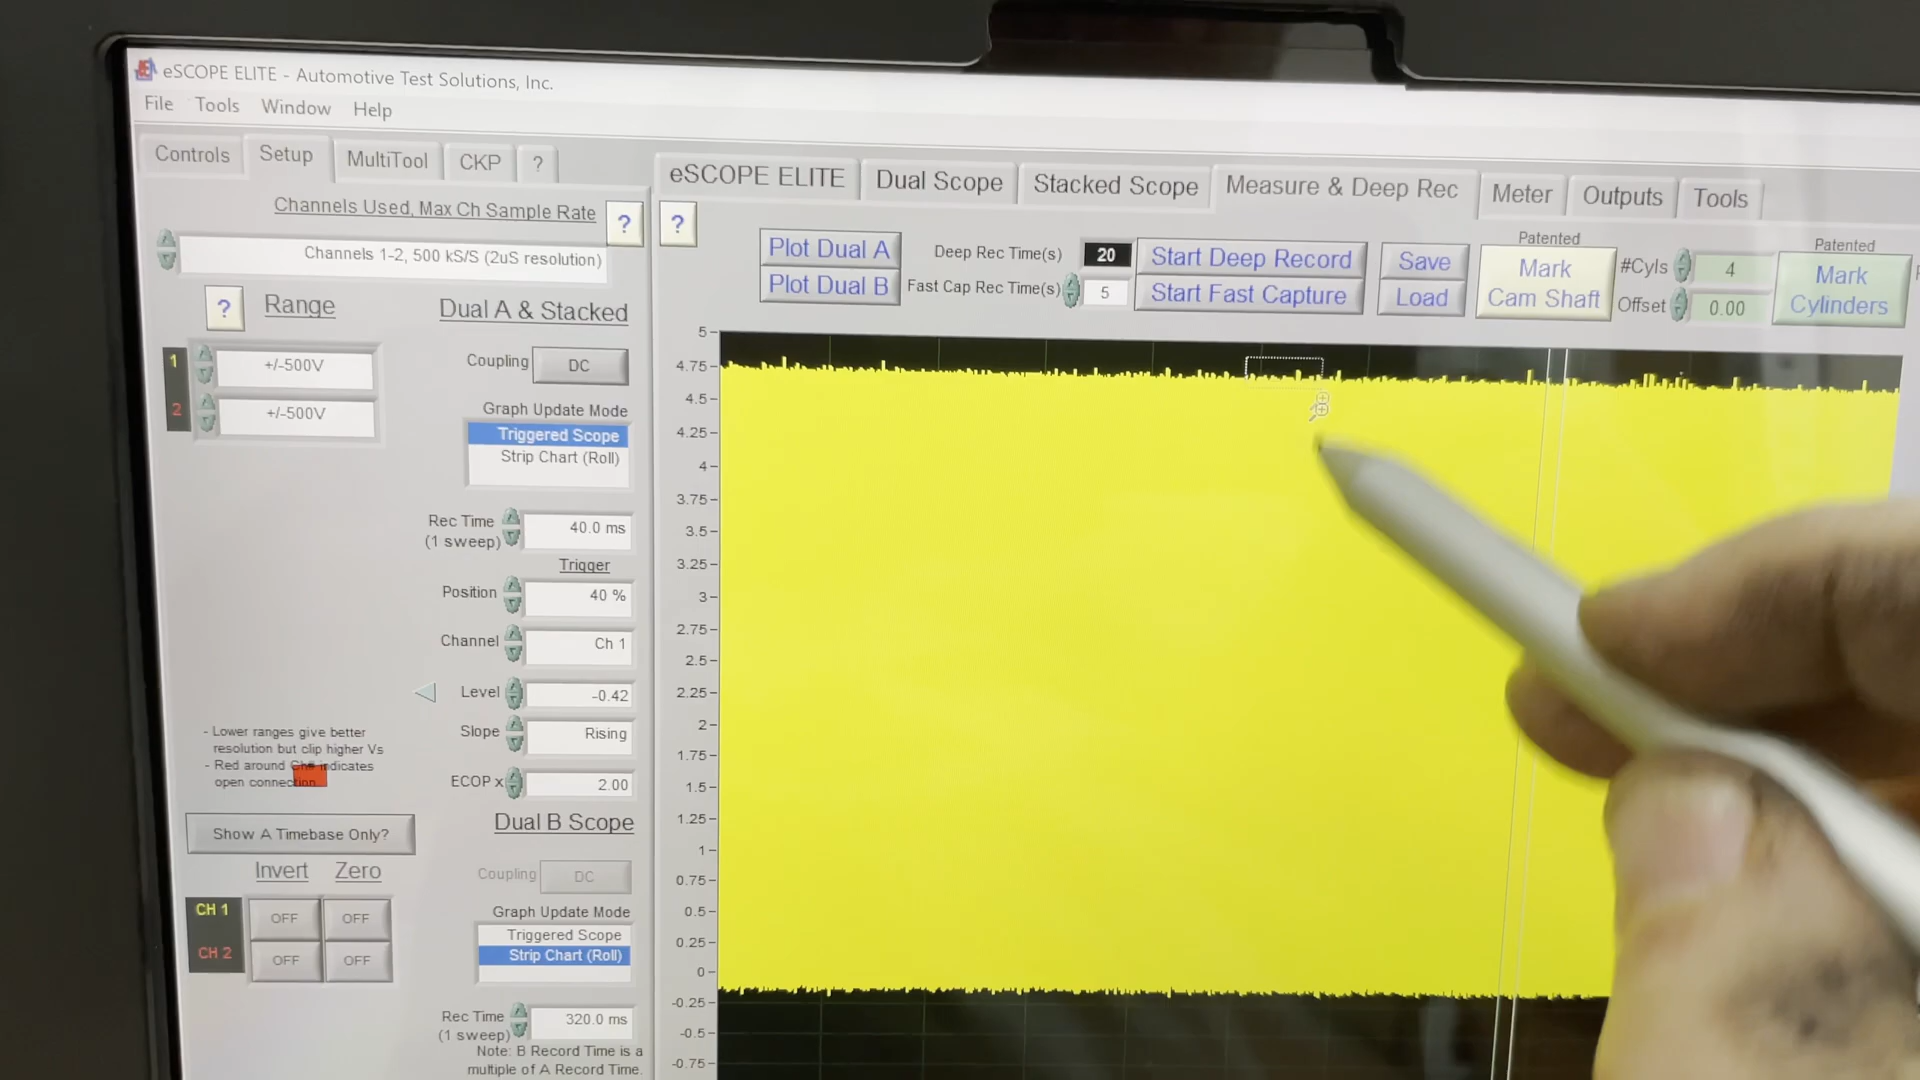 eSCOPE ELITE - Automotive Test Solutions, Inc.
File Tools Window Help
Controls Setup MultiTool CKP ?
eSCOPE ELITE Dual Scope Stacked Scope Measure & Deep Rec Meter Outputs Tools
Channels Used, Max Ch Sample Rate ?
Channels 1-2, 500 kS/S (2uS resolution)
? Range
1 +/-500V
2 +/-500V
Dual A & Stacked
Coupling DC
Graph Update Mode
Triggered Scope
Strip Chart (Roll)
Rec Time 40.0 ms
(1 sweep)
Trigger
Position 40 %
Channel Ch 1
Level -0.42
Slope Rising
ECOP x 2.00
- Lower ranges give better
resolution but clip higher Vs
- Red around Ch# indicates
open connection.
Show A Timebase Only?
Invert Zero
CH 1 OFF OFF
CH 2 OFF OFF
Dual B Scope
Coupling DC
Graph Update Mode
Triggered Scope
Strip Chart (Roll)
Rec Time 320.0 ms
(1 sweep)
Note: B Record Time is a
multiple of A Record Time.
?
Plot Dual A
Plot Dual B
Deep Rec Time(s) 20
Fast Cap Rec Time(s) 5
Start Deep Record
Start Fast Capture
Save
Load
Patented
Mark
Cam Shaft
#Cyls 4
Offset 0.00
Patented
Mark
Cylinders
5
4.75
4.5
4.25
4
3.75
3.5
3.25
3
2.75
2.5
2.25
2
1.75
1.5
1.25
1
0.75
0.5
0.25
0
-0.25
-0.5
-0.75